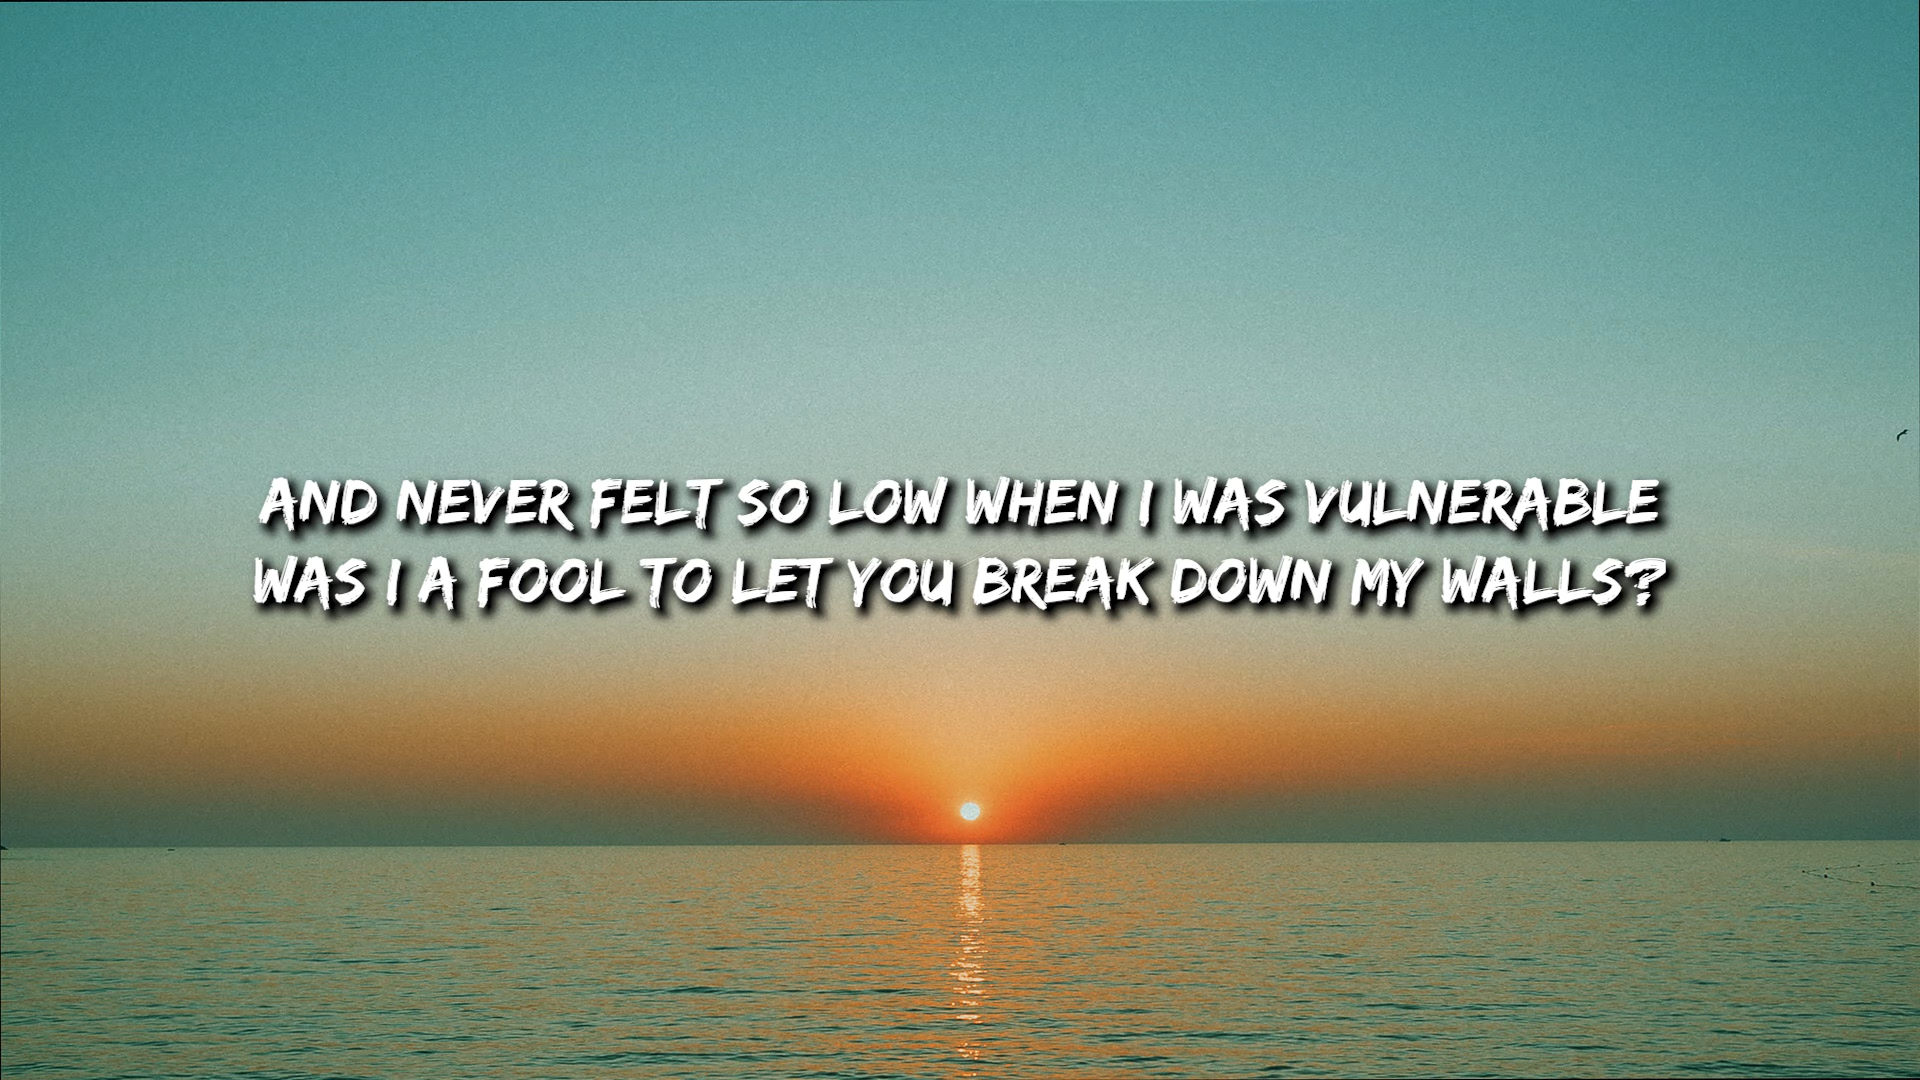 AND NEVER FELT SO LOW WHEN I WAS VULNERABLE
WAS I A FOOL TO LET YOU BREAK DOWN MY WALLS?